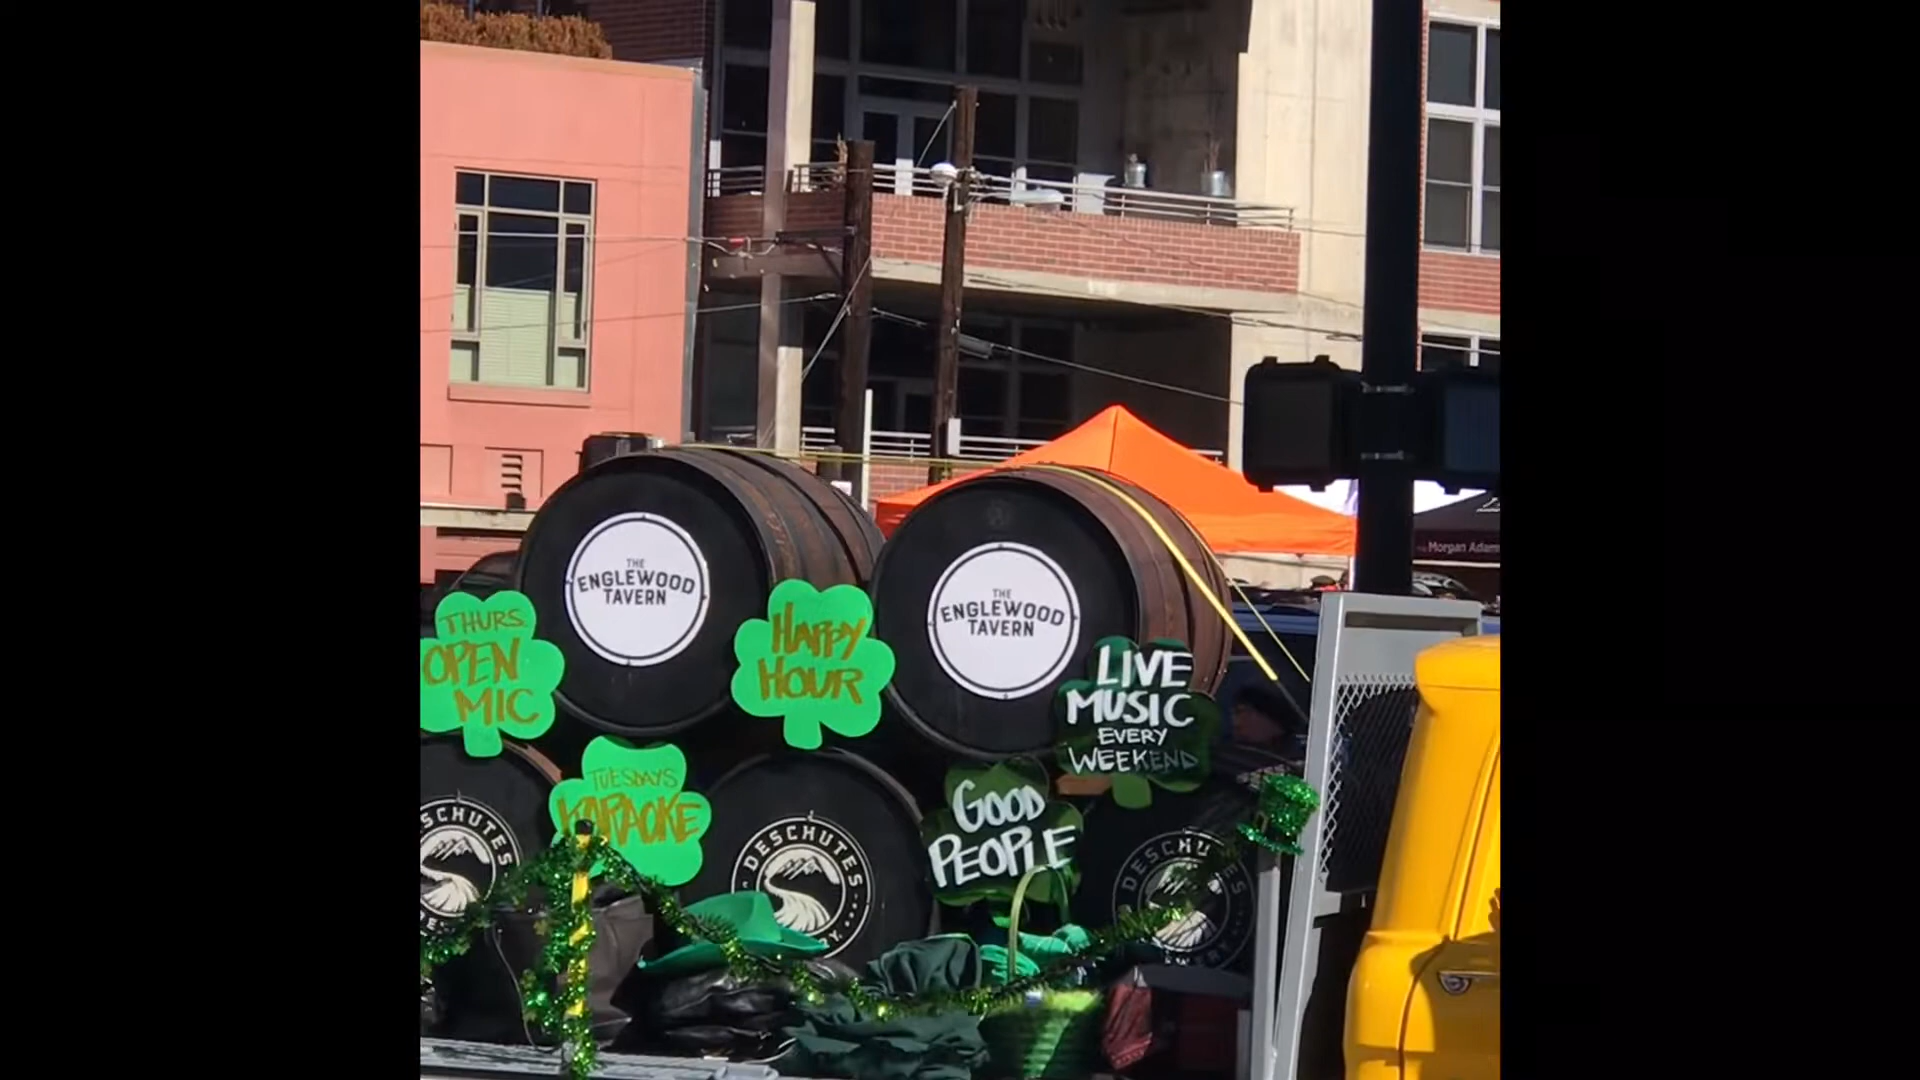 THE
ENGLEWOOD
TAVERN
THE
ENGLEWOOD
TAVERN
Morgan Adams
THURS.
OPEN
MIC
HAPPY
HOUR
LIVE
MUSIC
EVERY
WEEKEND
TUESDAYS
KARAOKE
GOOD
PEOPLE
DESCHUTES
DESCHUTES
DESCHUTES